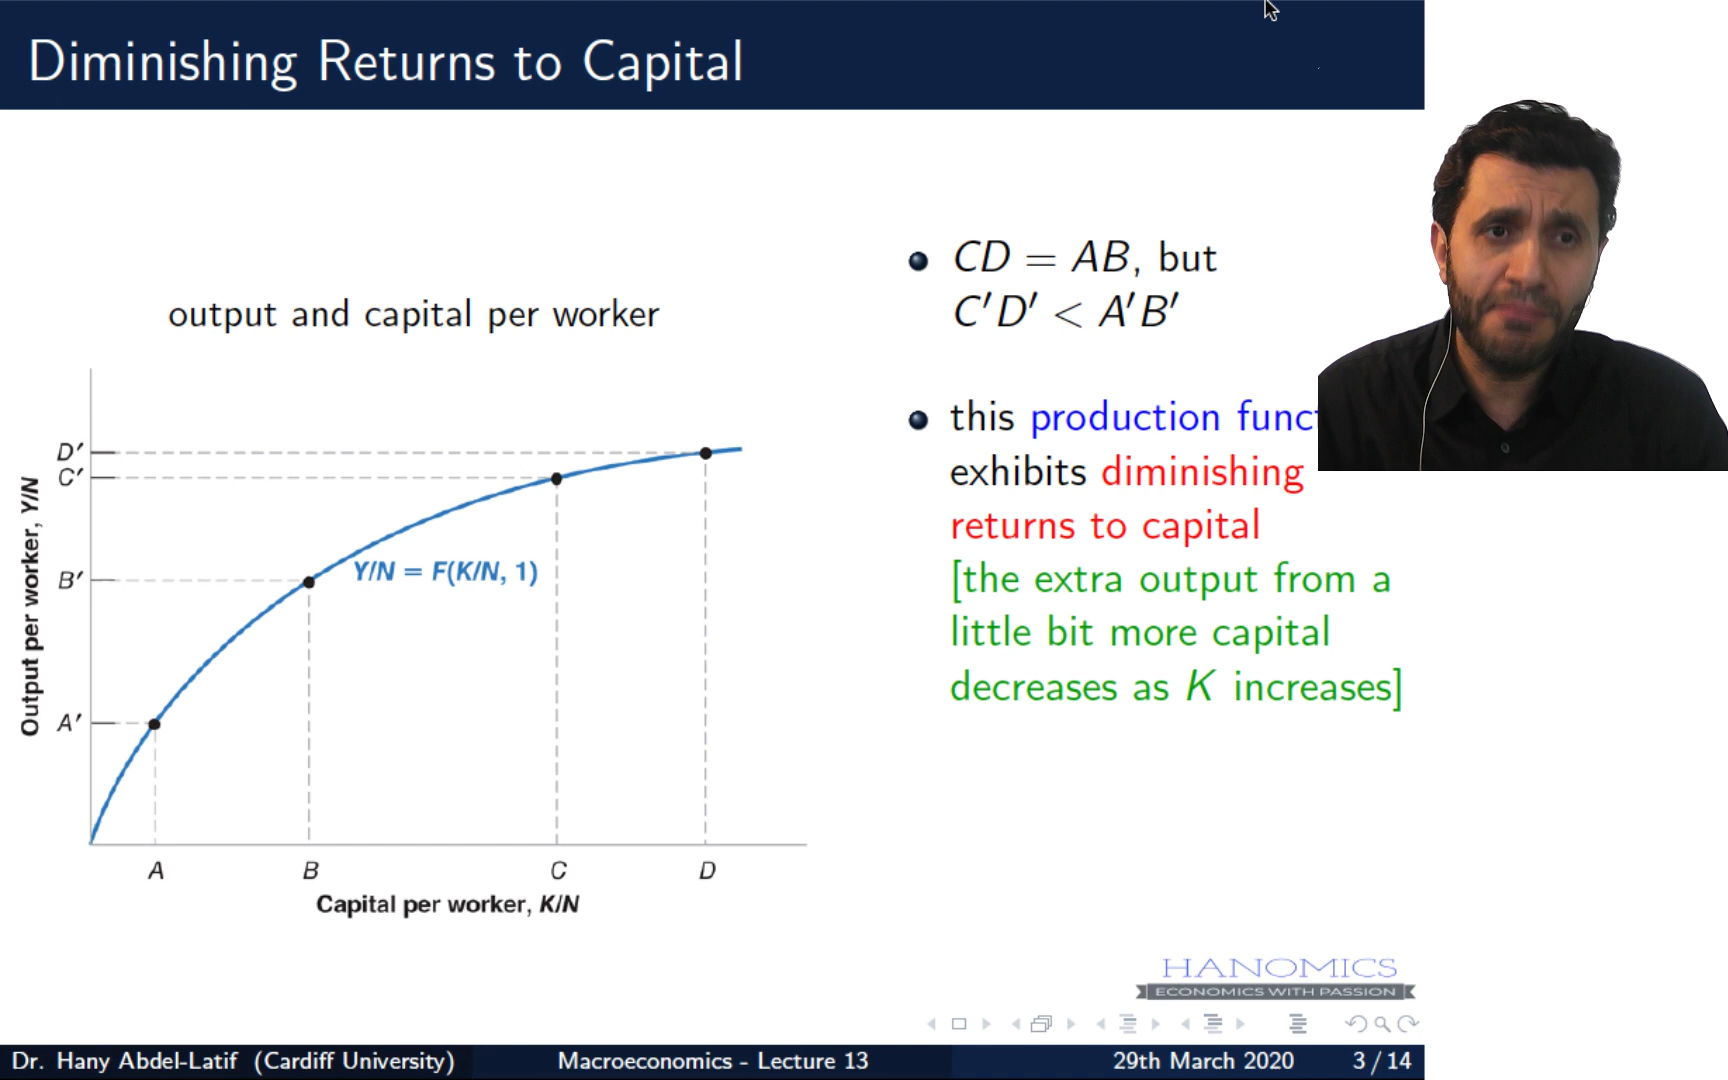 Diminishing Returns to Capital
output and capital per worker
D′
C′
B′
A′
Output per worker, Y/N
Y/N = F(K/N, 1)
A B C D
Capital per worker, K/N
CD = AB, but
C′D′ < A′B′
this production
exhibits diminishing
returns to capital
[the extra output from a
little bit more capital
decreases as K increases]
HANOMICS
ECONOMICS WITH PASSION
Dr. Hany Abdel-Latif (Cardiff University) Macroeconomics - Lecture 13 29th March 2020 3 / 14